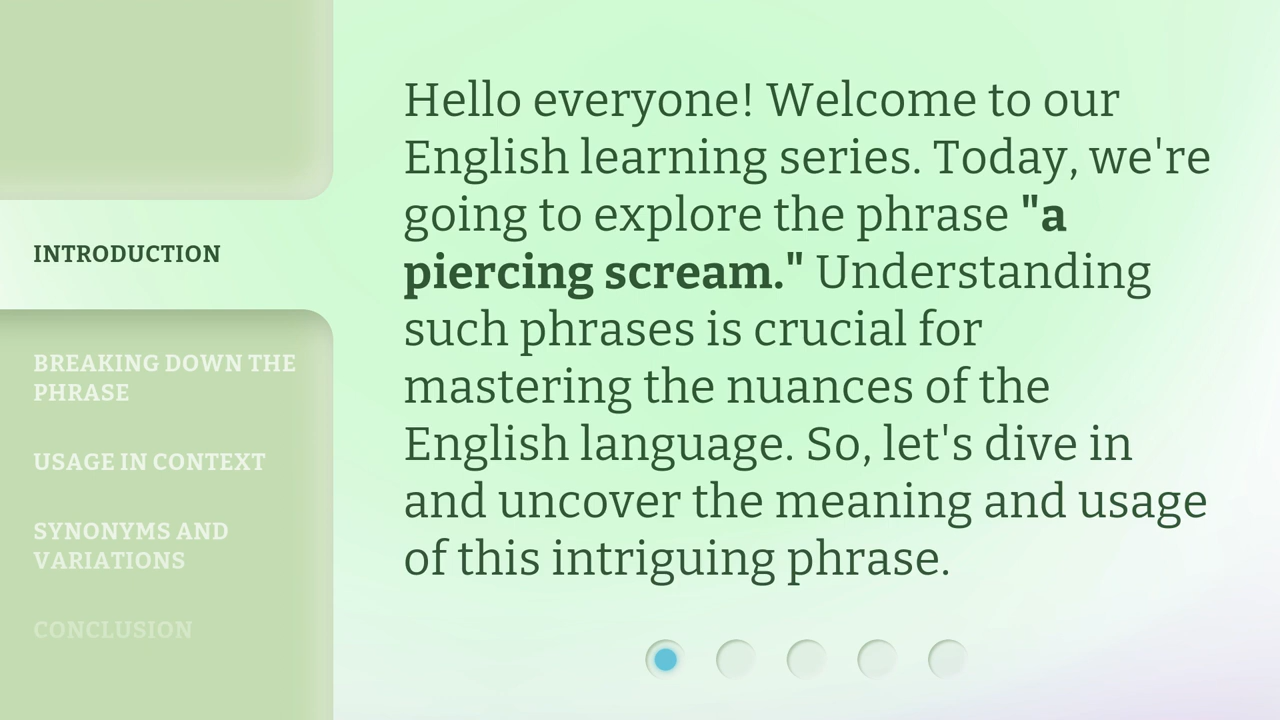 INTRODUCTION
BREAKING DOWN THE
PHRASE
USAGE IN CONTEXT
SYNONYMS AND
VARIATIONS
CONCLUSION
Hello everyone! Welcome to our
English learning series. Today, we're
going to explore the phrase "a
piercing scream." Understanding
such phrases is crucial for
mastering the nuances of the
English language. So, let's dive in
and uncover the meaning and usage
of this intriguing phrase.